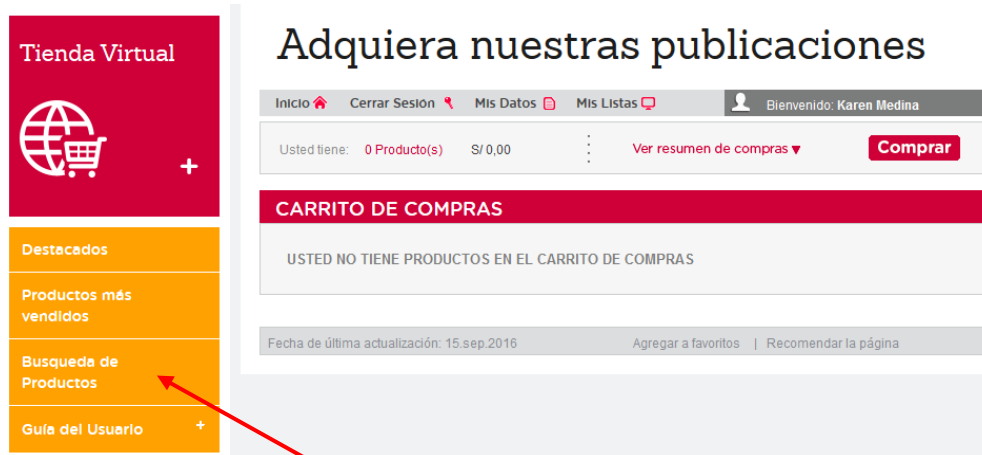 Tienda Virtual
+
Destacados
Productos más
vendidos
Busqueda de
Productos
Guía del Usuario +
Adquiera nuestras publicaciones
Inicio Cerrar Sesión Mis Datos Mis Listas Bienvenido: Karen Medina
Usted tiene: 0 Producto(s) S/ 0,00 Ver resumen de compras ▼ Comprar
CARRITO DE COMPRAS
USTED NO TIENE PRODUCTOS EN EL CARRITO DE COMPRAS
Fecha de última actualización: 15.sep.2016 Agregar a favoritos | Recomendar la página